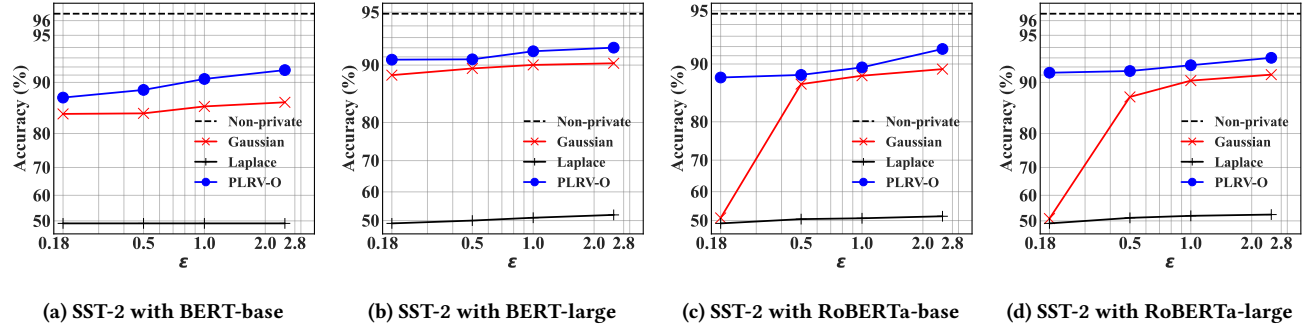 Accuracy (%)
96
95
90
80
70
60
50
0.18
0.5
1.0
2.0
2.8
ε
Non-private
Gaussian
Laplace
PLRV-O
(a) SST-2 with BERT-base
Accuracy (%)
95
90
80
70
60
50
0.18
0.5
1.0
2.0
2.8
ε
Non-private
Gaussian
Laplace
PLRV-O
(b) SST-2 with BERT-large
Accuracy (%)
95
90
80
70
60
50
0.18
0.5
1.0
2.0
2.8
ε
Non-private
Gaussian
Laplace
PLRV-O
(c) SST-2 with RoBERTa-base
Accuracy (%)
96
95
90
80
70
60
50
0.18
0.5
1.0
2.0
2.8
ε
Non-private
Gaussian
Laplace
PLRV-O
(d) SST-2 with RoBERTa-large